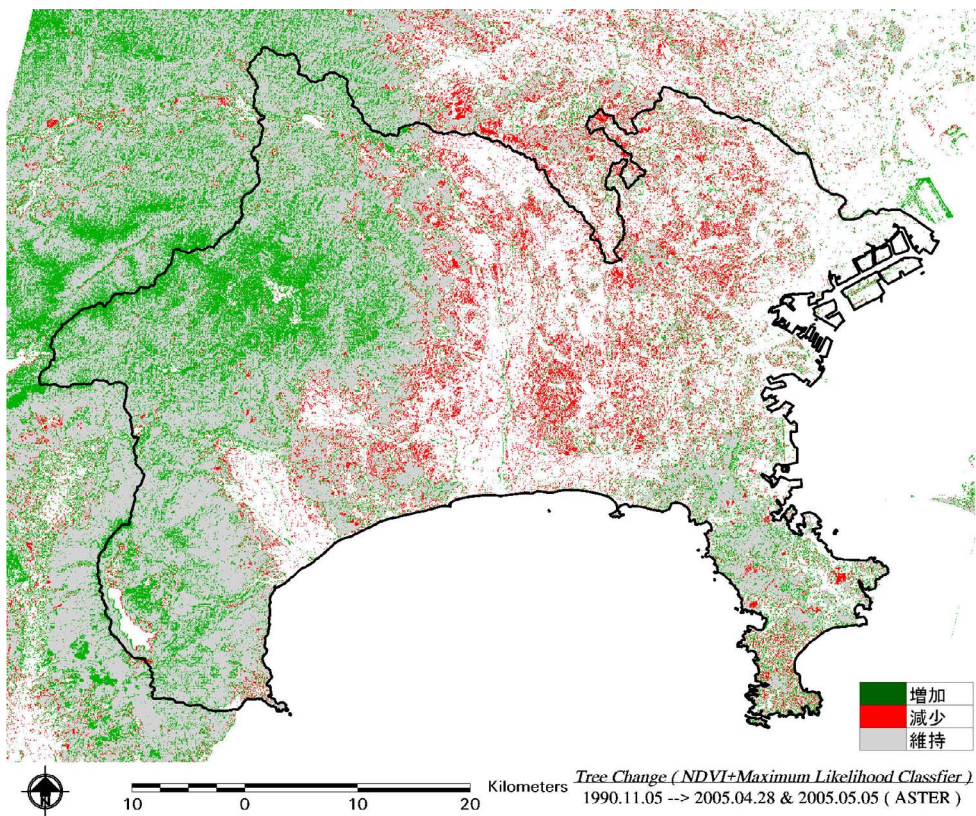 増加
減少
維持
N
10 0 10 20 Kilometers
Tree Change ( NDVI+Maximum Likelihood Classfier )
1990.11.05 --> 2005.04.28 & 2005.05.05 ( ASTER )